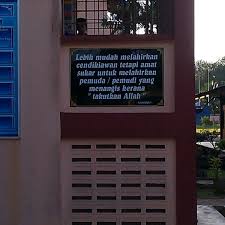 Lebih mudah melahirkan
cendikiawan tetapi amat
sukar untuk melahirkan
pemuda / pemudi yang
menangis kerana
" takutkan Allah"